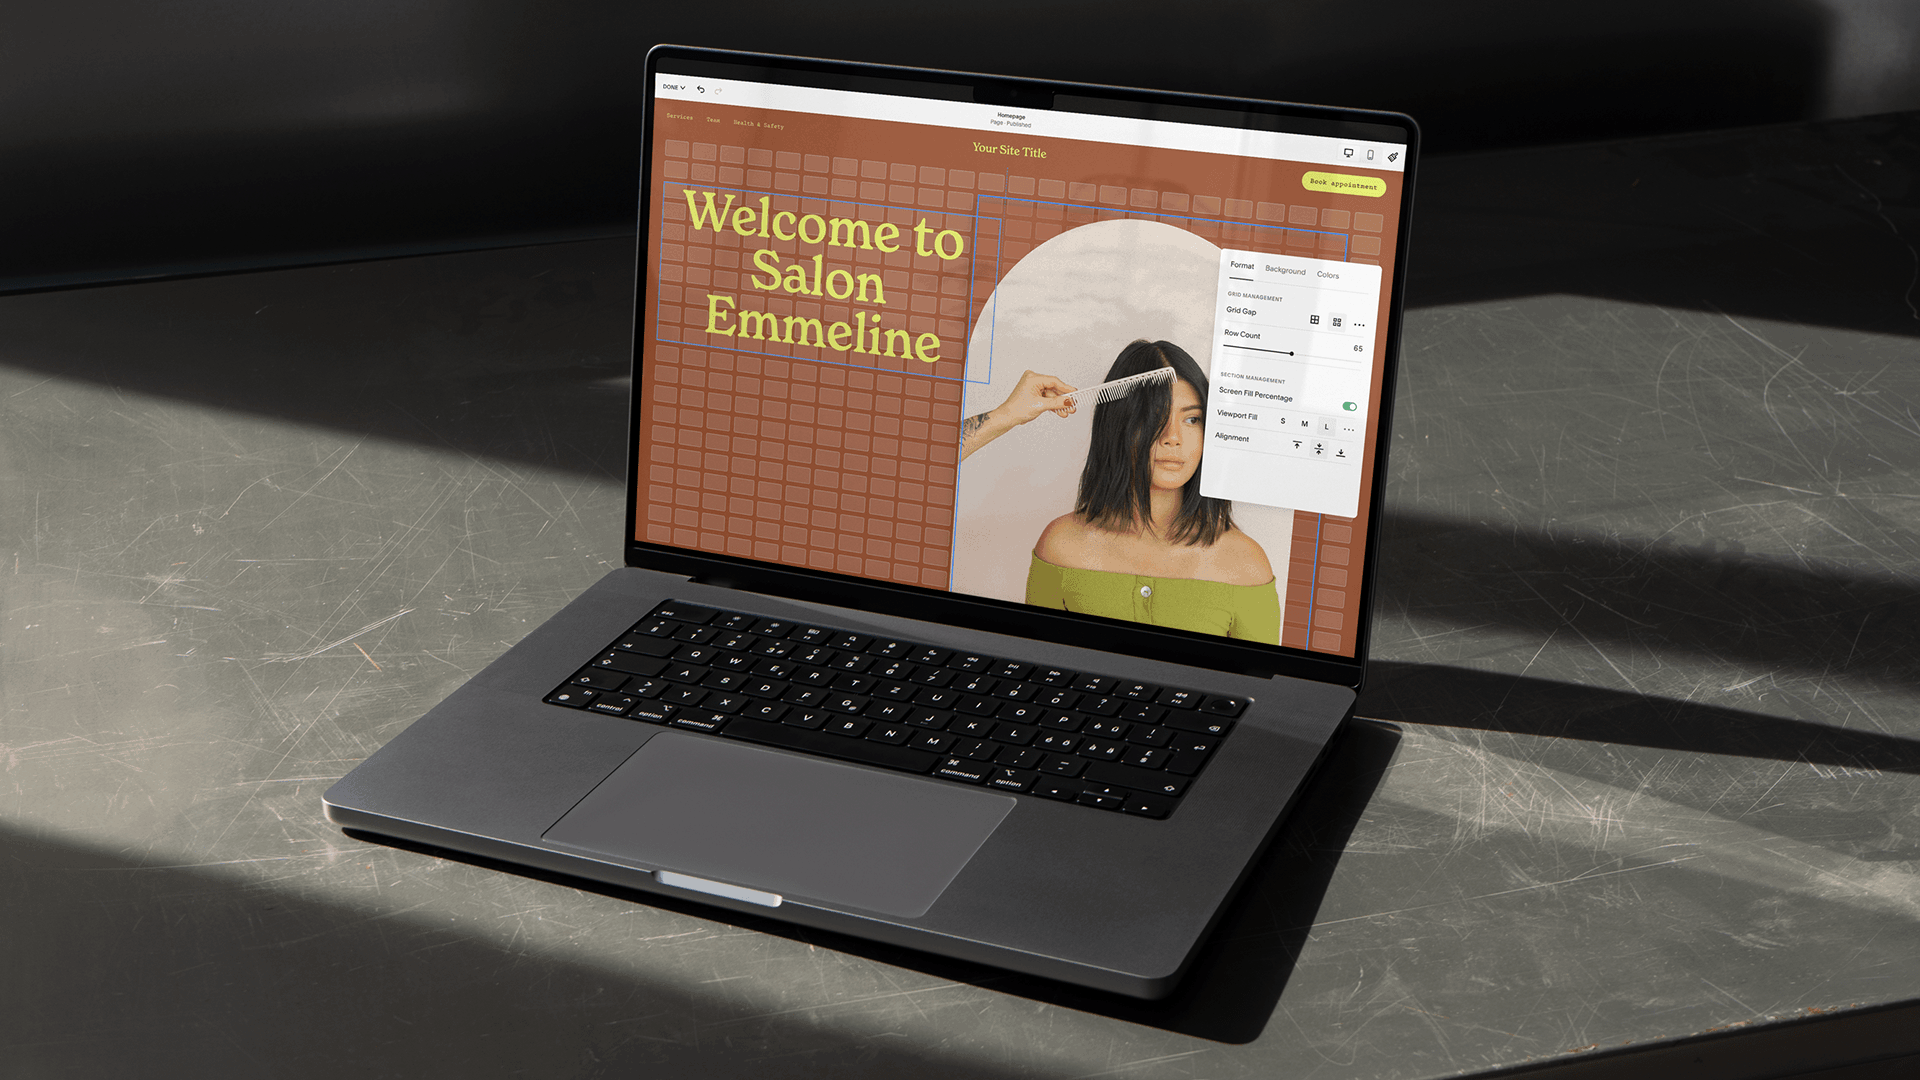 DONE
Homepage
Page · Published
Services
Team
Health & Safety
Your Site Title
Book appointment
Welcome to
Salon
Emmeline
Format
Background
Colors
GRID MANAGEMENT
Grid Gap
Row Count
65
SECTION MANAGEMENT
Screen Fill Percentage
Viewport Fill
S
M
L
Alignment
esc
Q W E R T Z U I O P
A S D F G H J K L
Y X C V B N M
fn control option command
command option